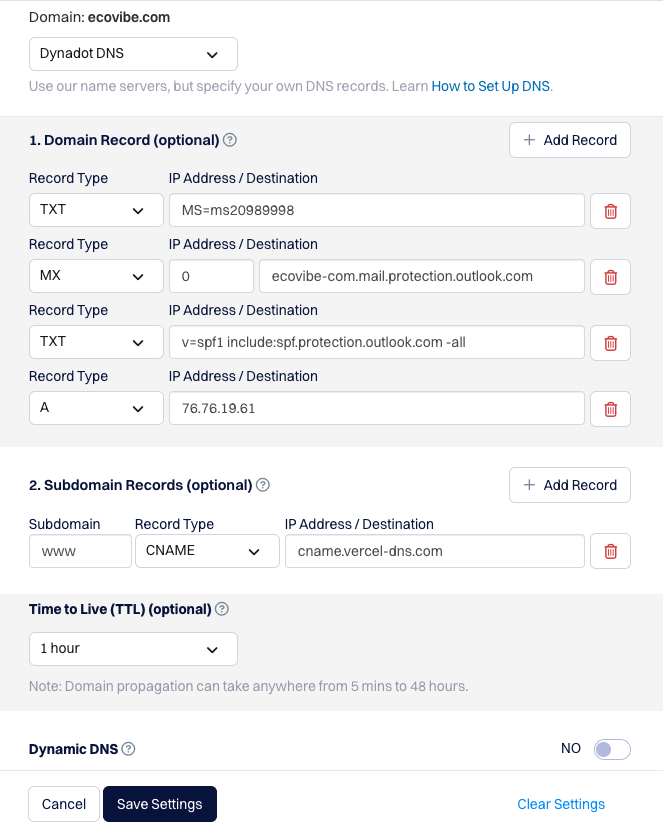 Domain: ecovibe.com
Dynadot DNS
Use our name servers, but specify your own DNS records. Learn How to Set Up DNS.
1. Domain Record (optional) ?
+ Add Record
Record Type IP Address / Destination
TXT MS=ms20989998
Record Type IP Address / Destination
MX 0 ecovibe-com.mail.protection.outlook.com
Record Type IP Address / Destination
TXT v=spf1 include:spf.protection.outlook.com -all
Record Type IP Address / Destination
A 76.76.19.61
2. Subdomain Records (optional) ?
+ Add Record
Subdomain Record Type IP Address / Destination
www CNAME cname.vercel-dns.com
Time to Live (TTL) (optional) ?
1 hour
Note: Domain propagation can take anywhere from 5 mins to 48 hours.
Dynamic DNS ? NO
Cancel Save Settings Clear Settings